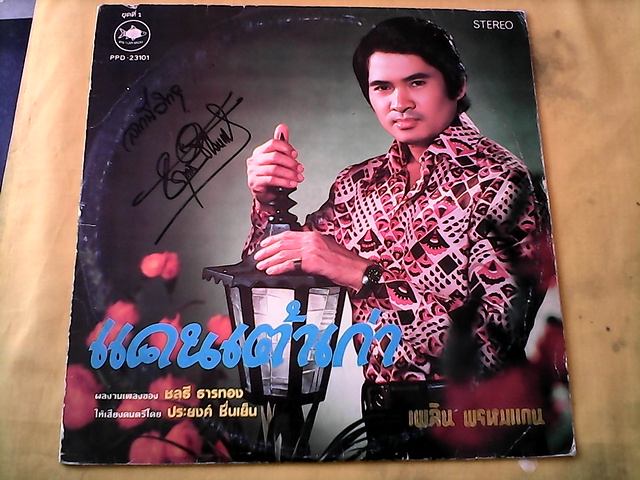 ชุดที่ 1
PPD-23101
STEREO
แคนเต้นก่า
ผลงานเพลงของ ชลธี ธารทอง
ให้เสียงดนตรีโดย ประยงค์ ชื่นเย็น
เพลิน พรหมแดน